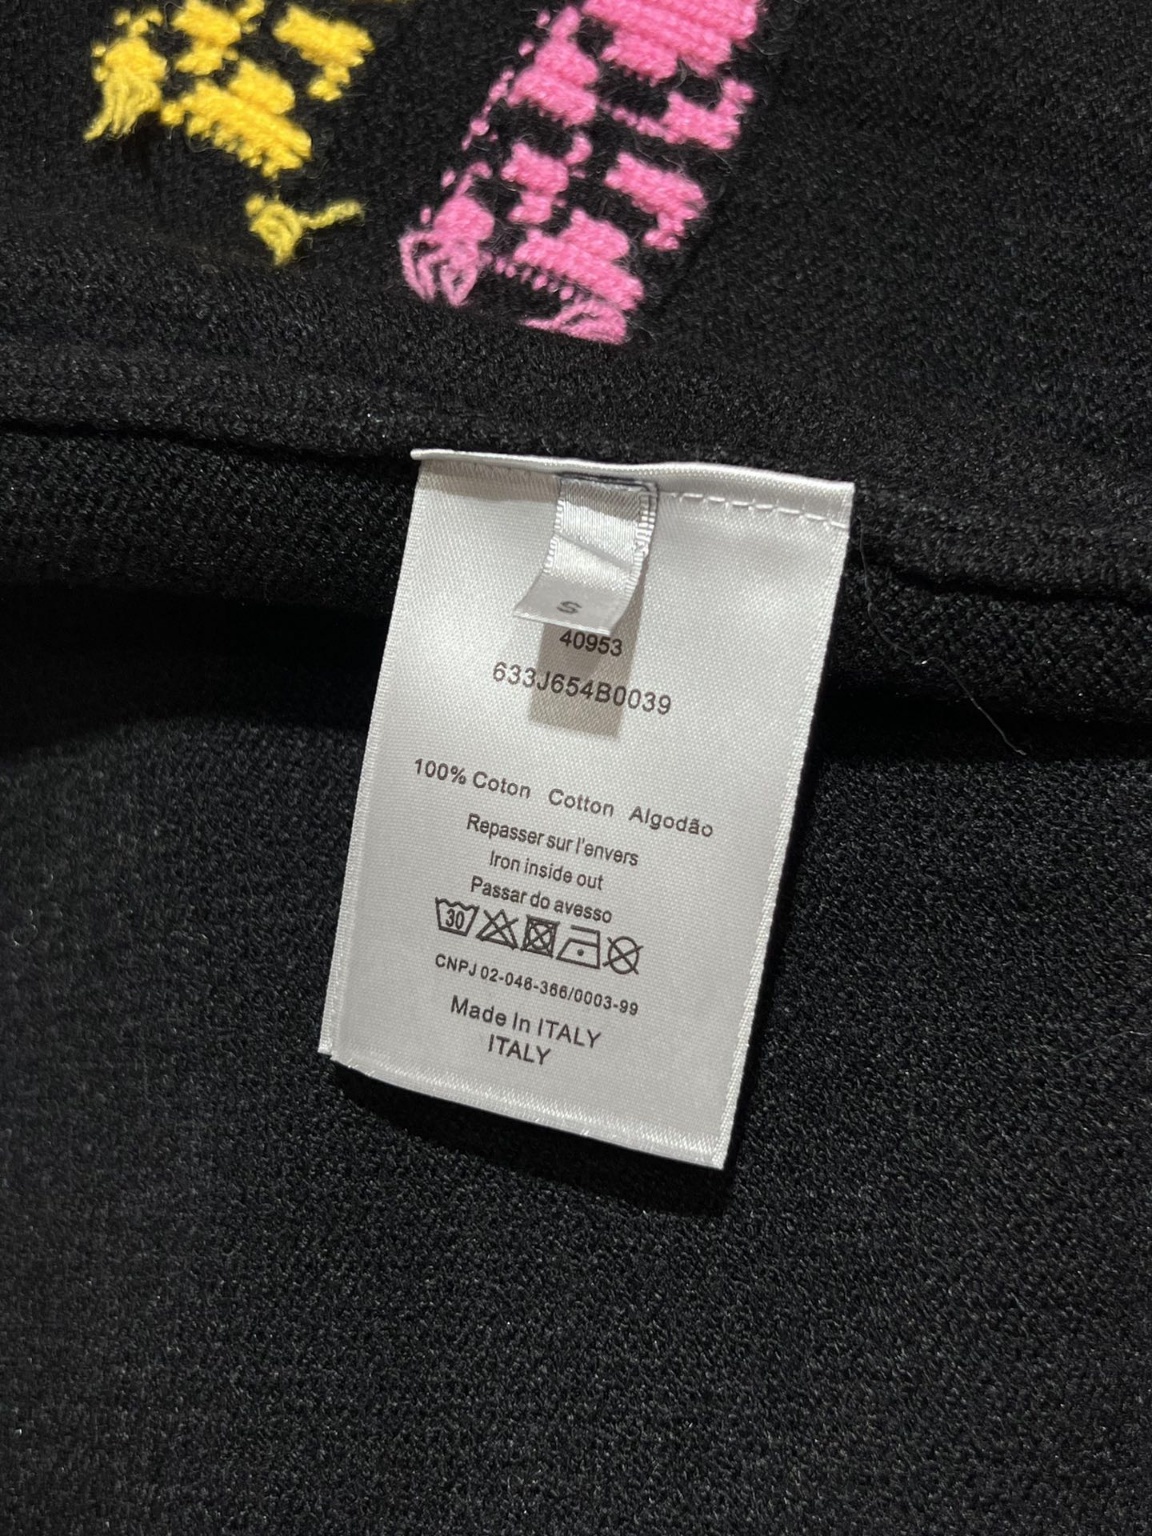 S
40953
633J654B0039
100% Coton Cotton Algodão
Repasser sur l'envers
Iron inside out
Passar do avesso
30
CNPJ 02-046-366/0003-99
Made In ITALY
ITALY